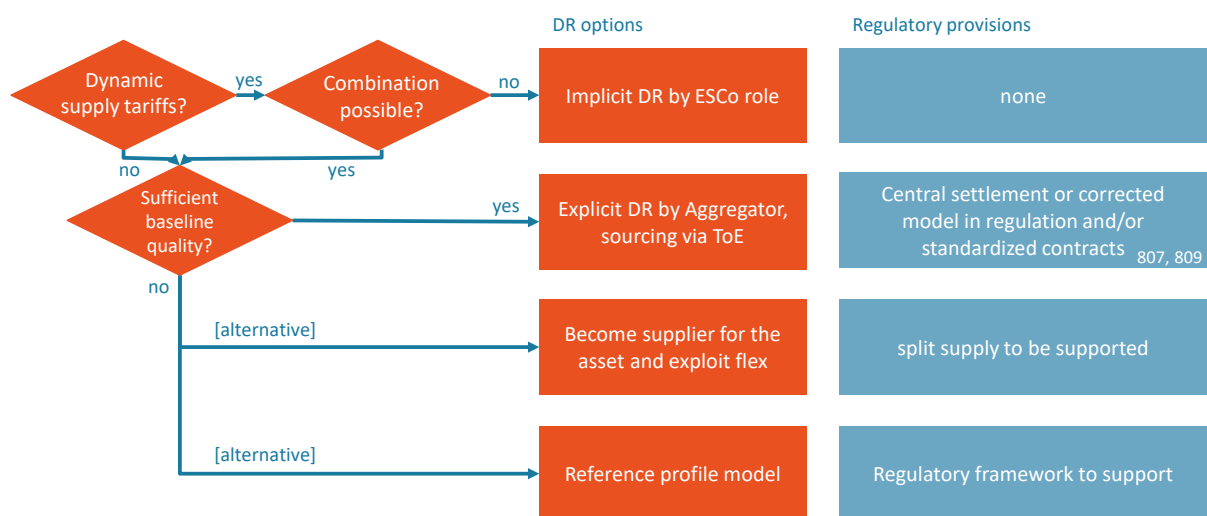 DR options
Regulatory provisions
Dynamic
supply tariffs?
yes
Combination
possible?
no
Implicit DR by ESCo role
none
no
yes
Sufficient
baseline
quality?
yes
Explicit DR by Aggregator,
sourcing via ToE
Central settlement or corrected
model in regulation and/or
standardized contracts
807, 809
no
[alternative]
Become supplier for the
asset and exploit flex
split supply to be supported
[alternative]
Reference profile model
Regulatory framework to support